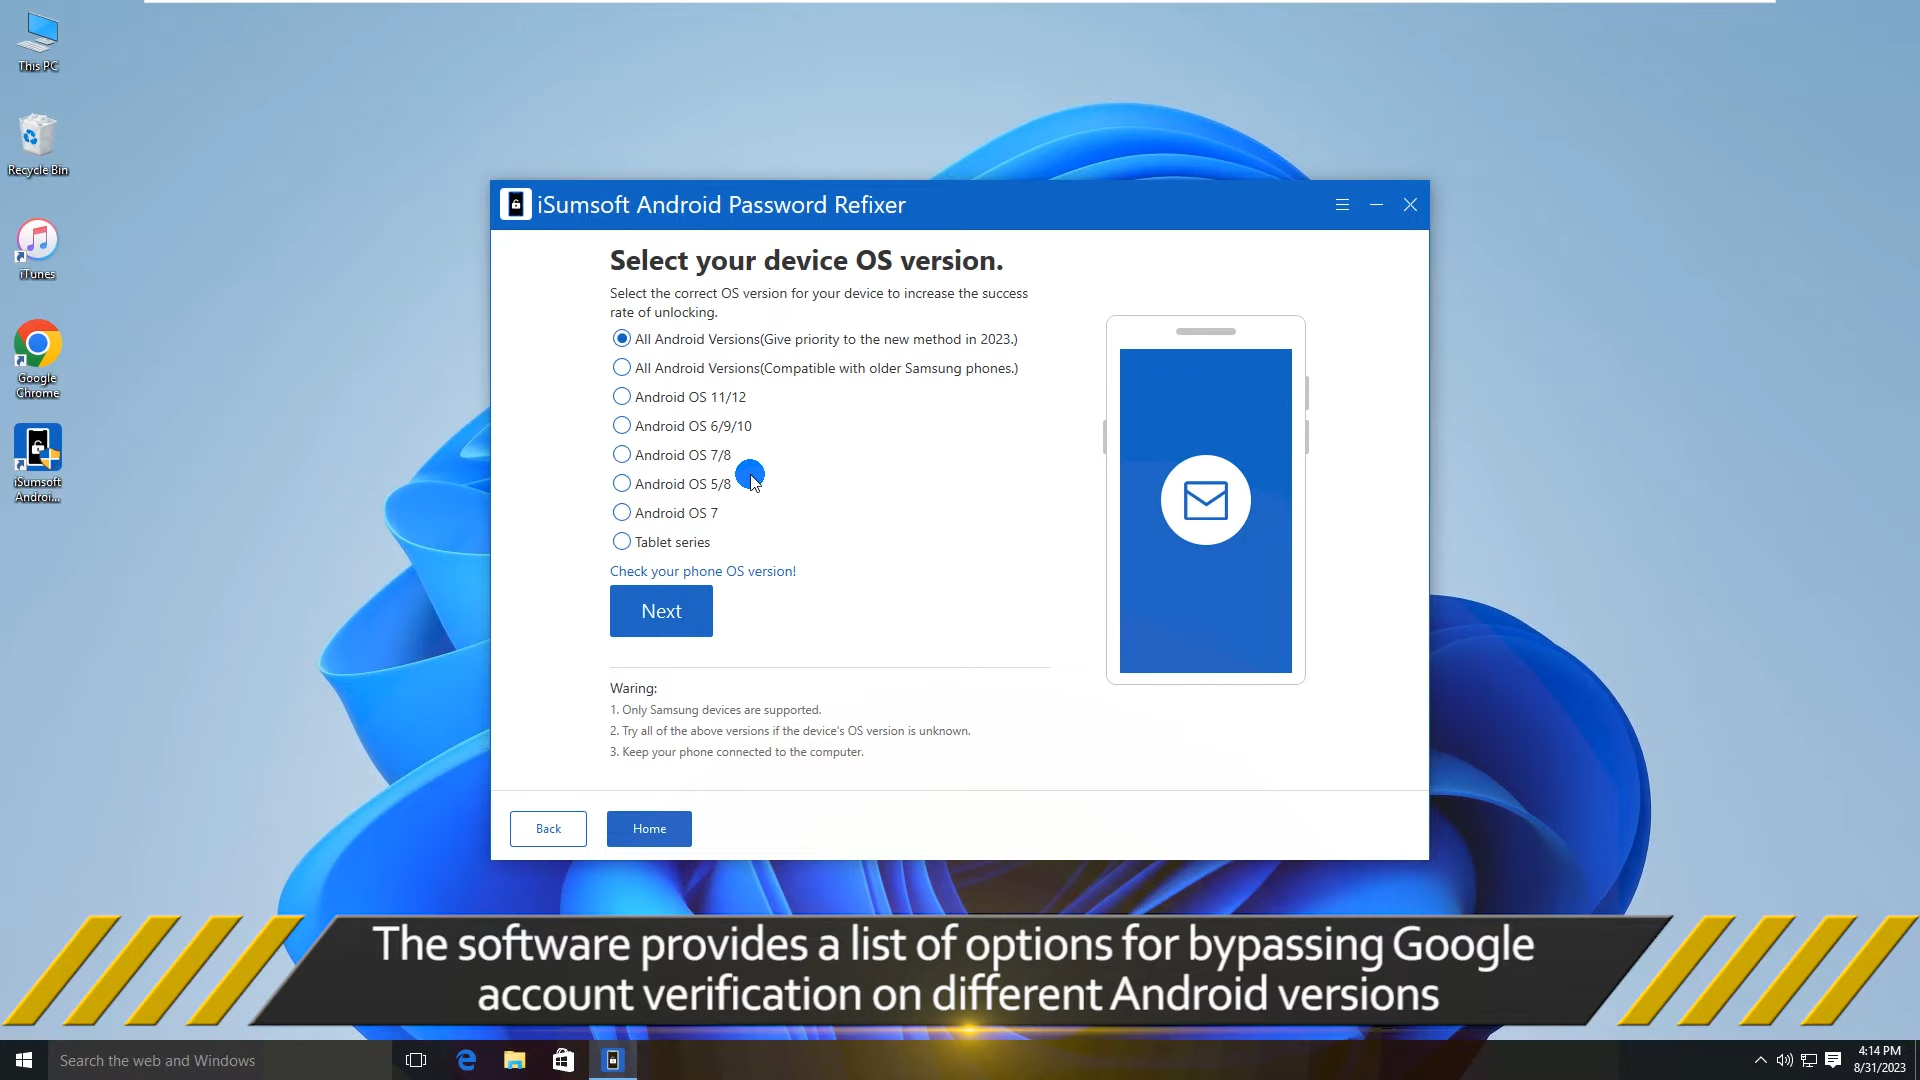 This PC
Recycle Bin
iTunes
Google
Chrome
iSumsoft
Androi...
iSumsoft Android Password Refixer
Select your device OS version.
Select the correct OS version for your device to increase the success
rate of unlocking.
All Android Versions(Give priority to the new method in 2023.)
All Android Versions(Compatible with older Samsung phones.)
Android OS 11/12
Android OS 6/9/10
Android OS 7/8
Android OS 5/8
Android OS 7
Tablet series
Check your phone OS version!
Next
Waring:
1. Only Samsung devices are supported.
2. Try all of the above versions if the device's OS version is unknown.
3. Keep your phone connected to the computer.
Back
Home
The software provides a list of options for bypassing Google
account verification on different Android versions
Search the web and Windows
4:14 PM
8/31/2023